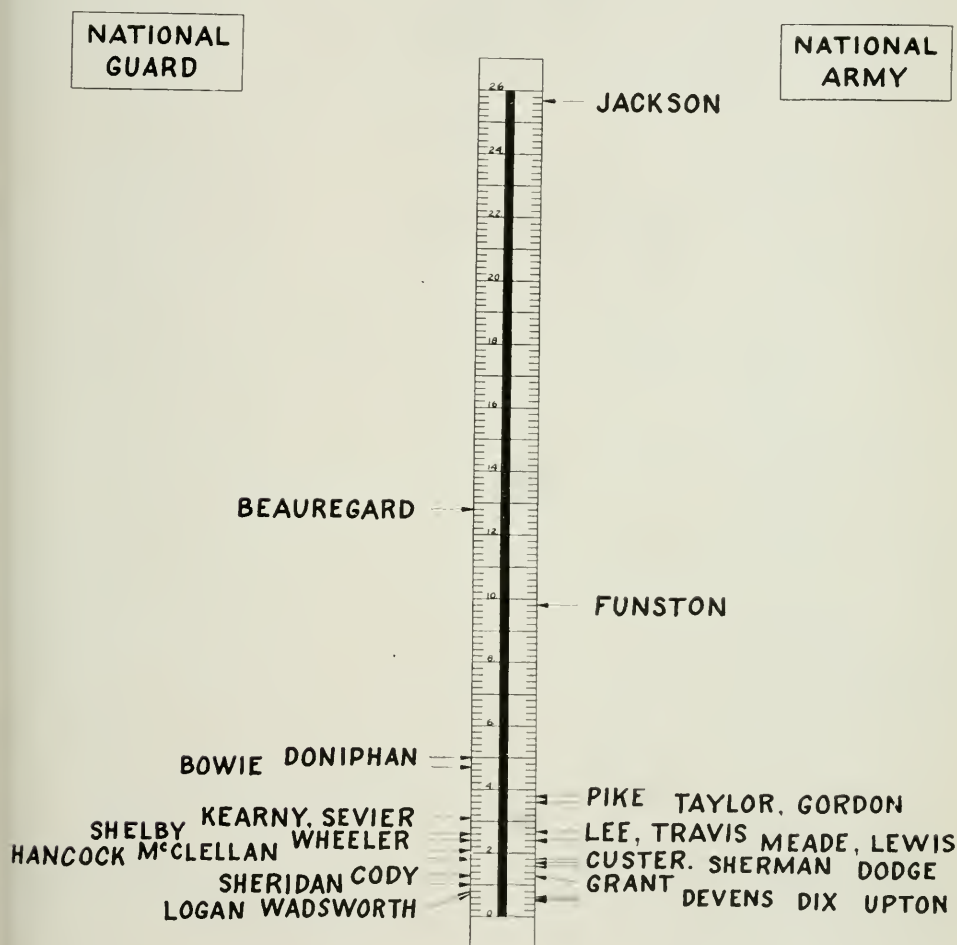 NATIONAL
GUARD
NATIONAL
ARMY
26
JACKSON
24
22
20
18
16
14
BEAUREGARD
12
10
FUNSTON
8
6
BOWIE DONIPHAN
4
PIKE TAYLOR, GORDON
KEARNY, SEVIER
SHELBY WHEELER
LEE, TRAVIS MEADE, LEWIS
HANCOCK McCLELLAN
2
CUSTER. SHERMAN DODGE
SHERIDAN CODY
GRANT
LOGAN WADSWORTH
DEVENS DIX UPTON
0